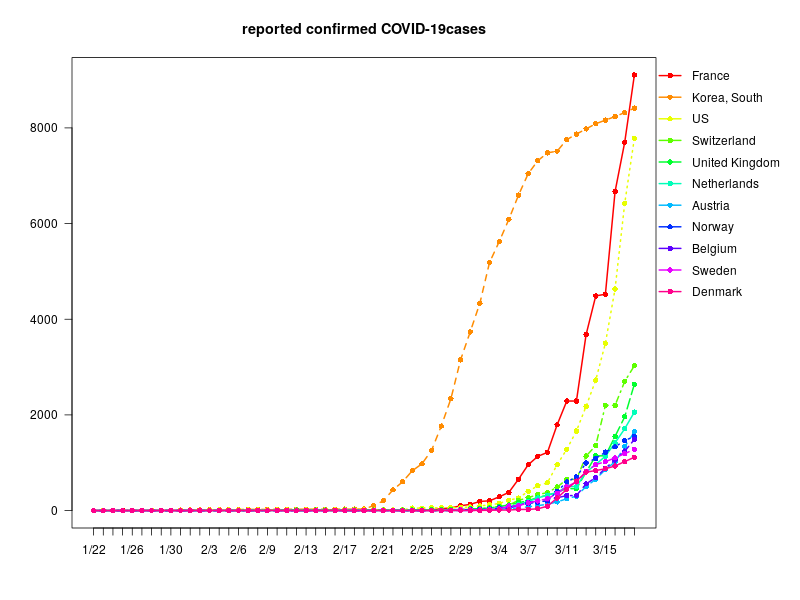 reported confirmed COVID-19cases
8000
6000
4000
2000
0
1/22 1/26 1/30 2/3 2/6 2/9 2/13 2/17 2/21 2/25 2/29 3/4 3/7 3/11 3/15
France
Korea, South
US
Switzerland
United Kingdom
Netherlands
Austria
Norway
Belgium
Sweden
Denmark